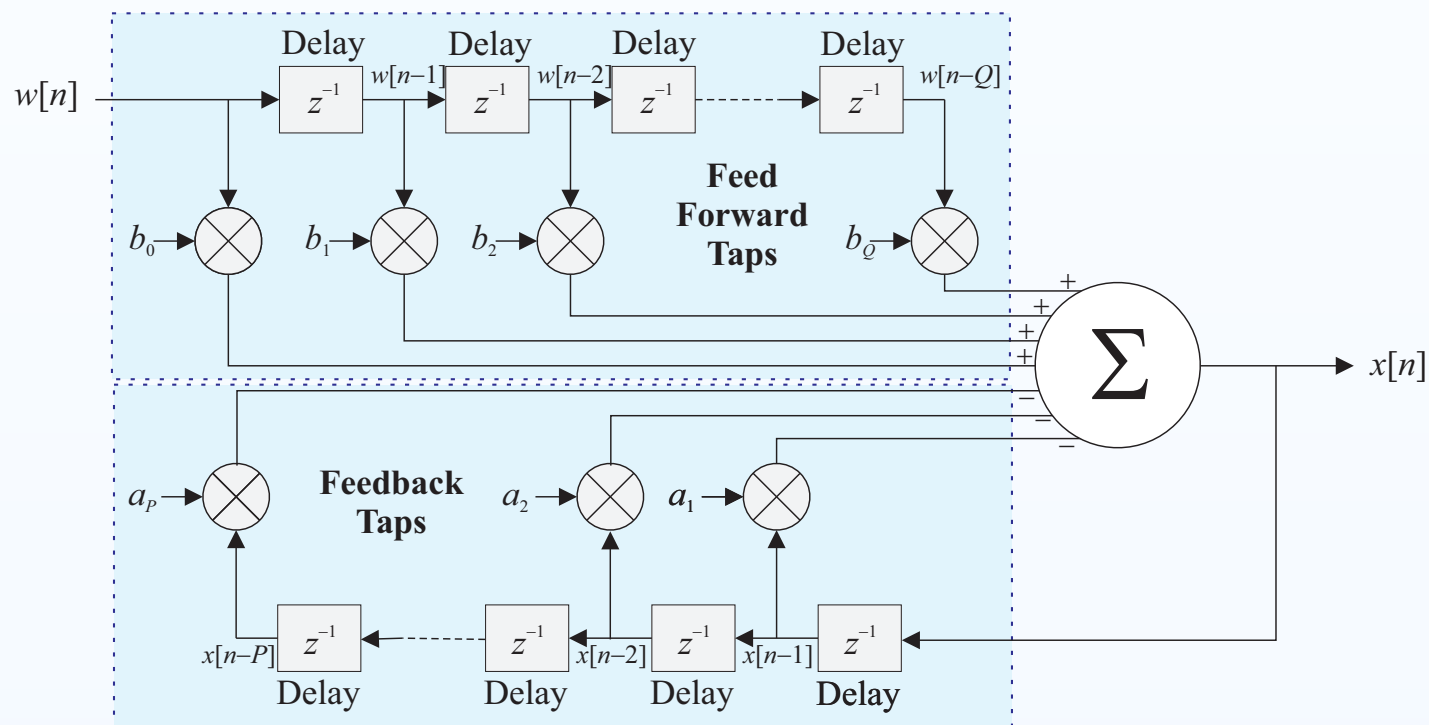 Delay Delay Delay Delay
w[n] z⁻¹ w[n−1] z⁻¹ w[n−2] z⁻¹ z⁻¹ w[n−Q]
Feed
Forward
Taps
b₀ b₁ b₂ b_Q
+
+
+
+
Σ
x[n]
−
−
−
Feedback
Taps
a_P a₂ a₁
x[n−P] z⁻¹ z⁻¹ x[n−2] z⁻¹ x[n−1] z⁻¹
Delay Delay Delay Delay